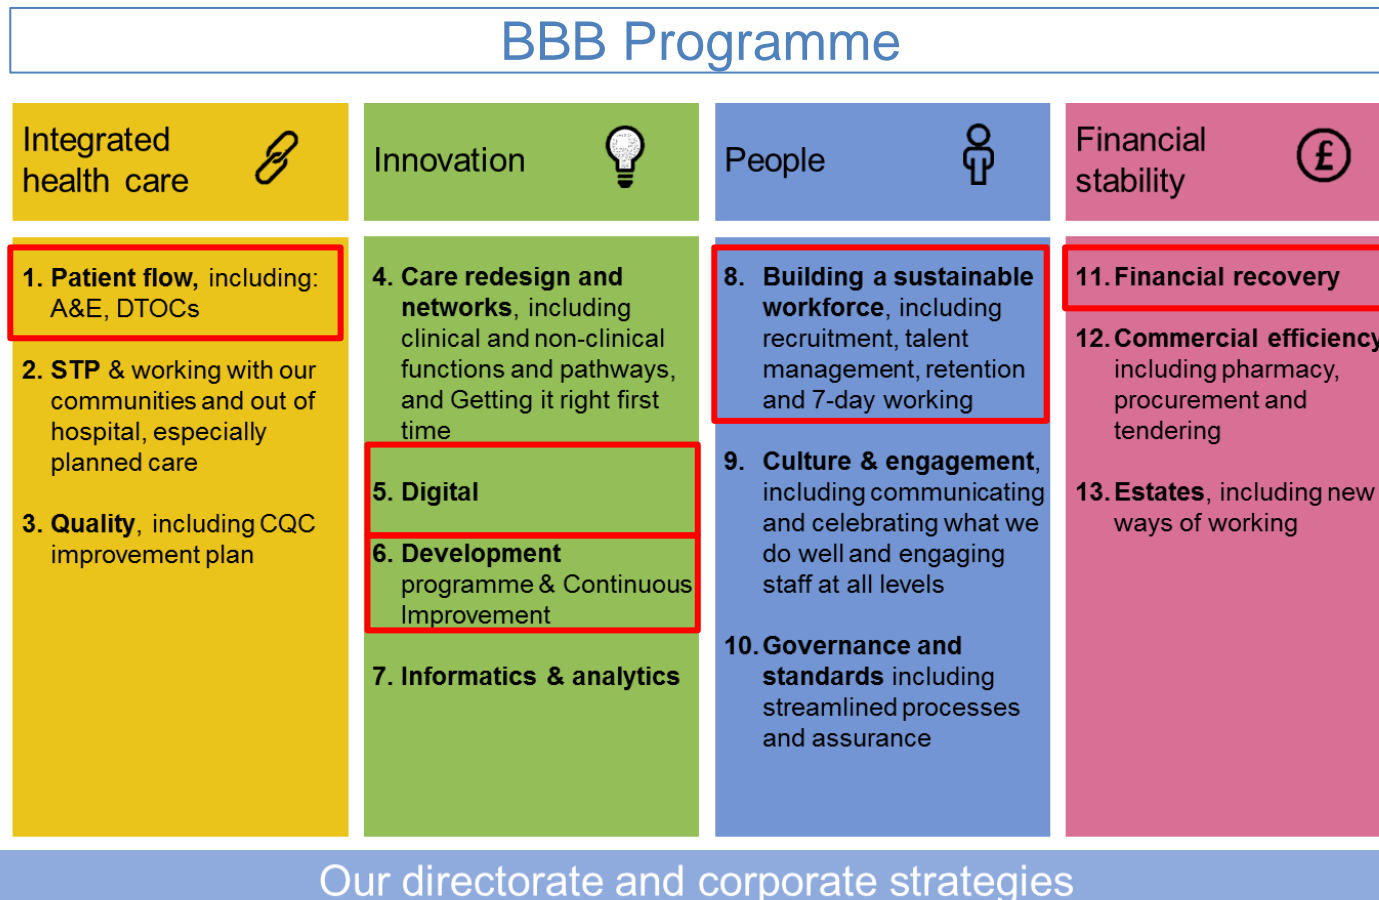 BBB Programme
Integrated
health care
1. Patient flow, including:
A&E, DTOCs
2. STP & working with our
communities and out of
hospital, especially
planned care
3. Quality, including CQC
improvement plan
Innovation
4. Care redesign and
networks, including
clinical and non-clinical
functions and pathways,
and Getting it right first
time
5. Digital
6. Development
programme & Continuous
Improvement
7. Informatics & analytics
People
8. Building a sustainable
workforce, including
recruitment, talent
management, retention
and 7-day working
9. Culture & engagement,
including communicating
and celebrating what we
do well and engaging
staff at all levels
10. Governance and
standards including
streamlined processes
and assurance
Financial
stability
£
11. Financial recovery
12. Commercial efficiency
including pharmacy,
procurement and
tendering
13. Estates, including new
ways of working
Our directorate and corporate strategies